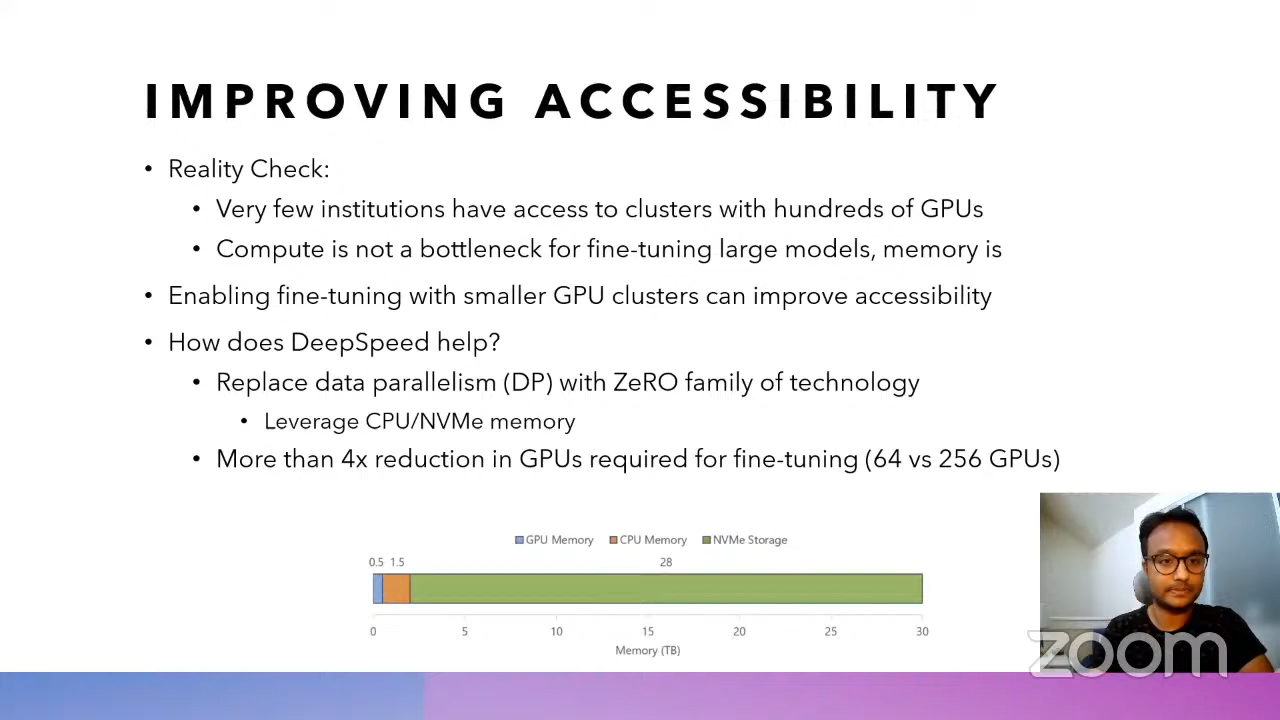 IMPROVING ACCESSIBILITY
• Reality Check:
• Very few institutions have access to clusters with hundreds of GPUs
• Compute is not a bottleneck for fine-tuning large models, memory is
• Enabling fine-tuning with smaller GPU clusters can improve accessibility
• How does DeepSpeed help?
• Replace data parallelism (DP) with ZeRO family of technology
• Leverage CPU/NVMe memory
• More than 4x reduction in GPUs required for fine-tuning (64 vs 256 GPUs)
GPU Memory CPU Memory NVMe Storage
0.5 1.5 28
0 5 10 15 20 25 30
Memory (TB)
zoom